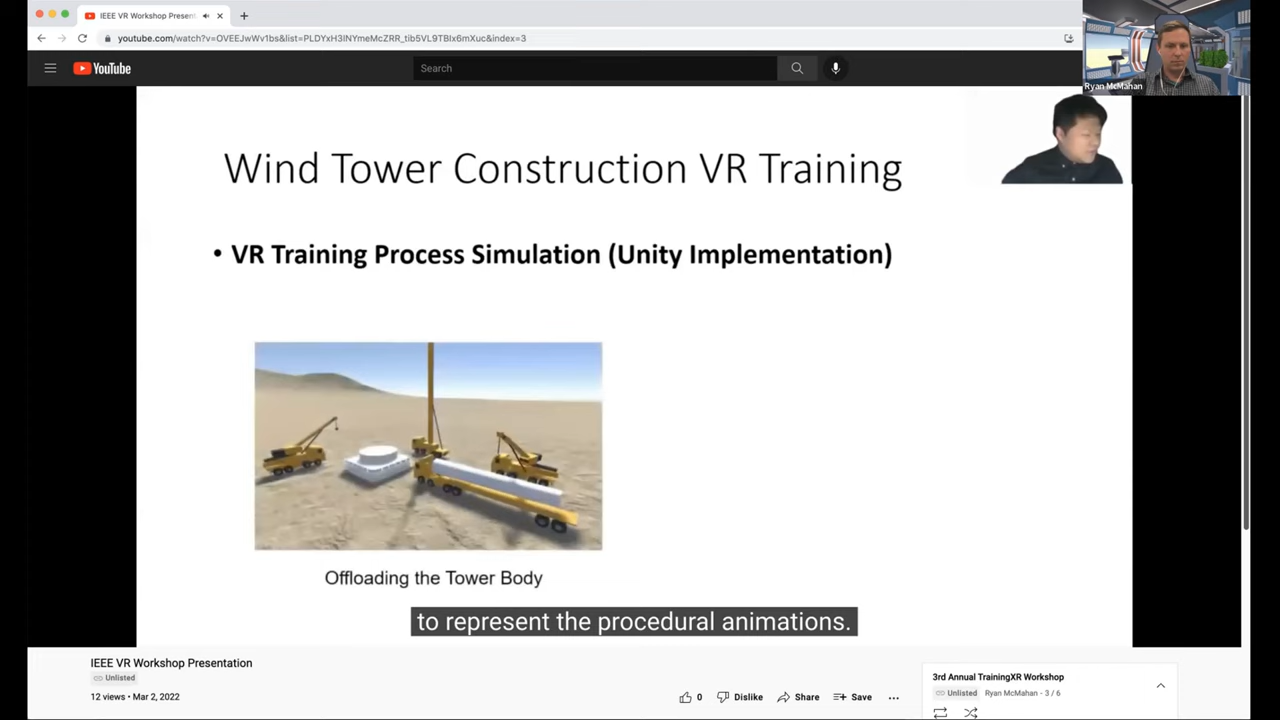 IEEE VR Workshop Present
youtube.com/watch?v=OVEEJwWv1bs&list=PLDYxH3lNYmeMcZRR_tib5VL9TBlx6mXuc&index=3
YouTube
Search
Ryan McMahan
Wind Tower Construction VR Training
• VR Training Process Simulation (Unity Implementation)
Offloading the Tower Body
to represent the procedural animations.
IEEE VR Workshop Presentation
Unlisted
12 views • Mar 2, 2022
0 Dislike Share Save
3rd Annual TrainingXR Workshop
Unlisted Ryan McMahan - 3 / 6